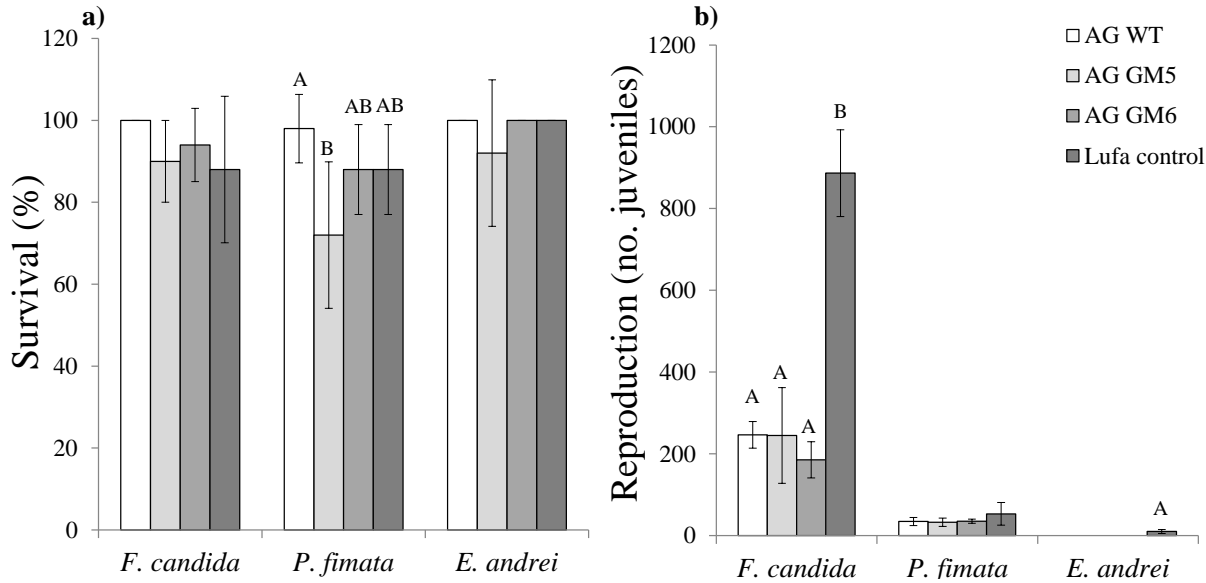 a)
Survival (%)
120
100
80
60
40
20
0
A
B
AB
AB
F. candida
P. fimata
E. andrei
b)
Reproduction (no. juveniles)
1200
1000
800
600
400
200
0
A
A
A
B
A
F. candida
P. fimata
E. andrei
AG WT
AG GM5
AG GM6
Lufa control